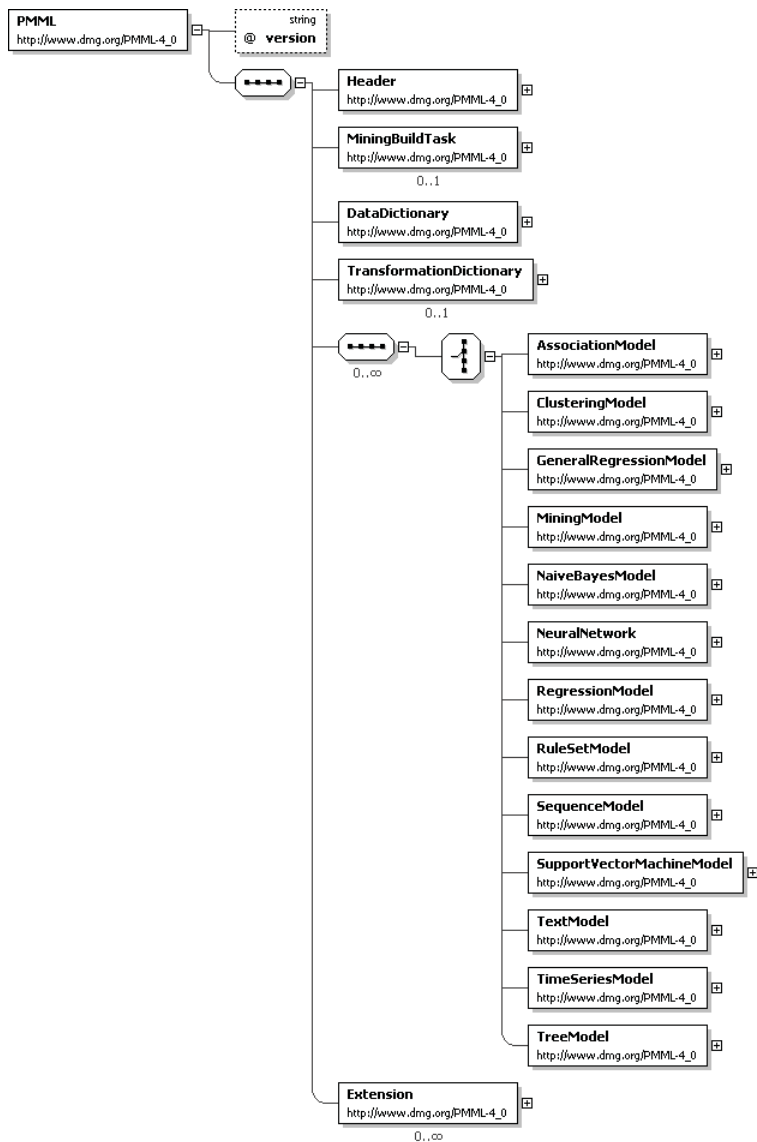 PMML
http://www.dmg.org/PMML-4_0
string
@ version
Header
http://www.dmg.org/PMML-4_0
MiningBuildTask
http://www.dmg.org/PMML-4_0
0..1
DataDictionary
http://www.dmg.org/PMML-4_0
TransformationDictionary
http://www.dmg.org/PMML-4_0
0..1
0..∞
AssociationModel
http://www.dmg.org/PMML-4_0
ClusteringModel
http://www.dmg.org/PMML-4_0
GeneralRegressionModel
http://www.dmg.org/PMML-4_0
MiningModel
http://www.dmg.org/PMML-4_0
NaiveBayesModel
http://www.dmg.org/PMML-4_0
NeuralNetwork
http://www.dmg.org/PMML-4_0
RegressionModel
http://www.dmg.org/PMML-4_0
RuleSetModel
http://www.dmg.org/PMML-4_0
SequenceModel
http://www.dmg.org/PMML-4_0
SupportVectorMachineModel
http://www.dmg.org/PMML-4_0
TextModel
http://www.dmg.org/PMML-4_0
TimeSeriesModel
http://www.dmg.org/PMML-4_0
TreeModel
http://www.dmg.org/PMML-4_0
Extension
http://www.dmg.org/PMML-4_0
0..∞